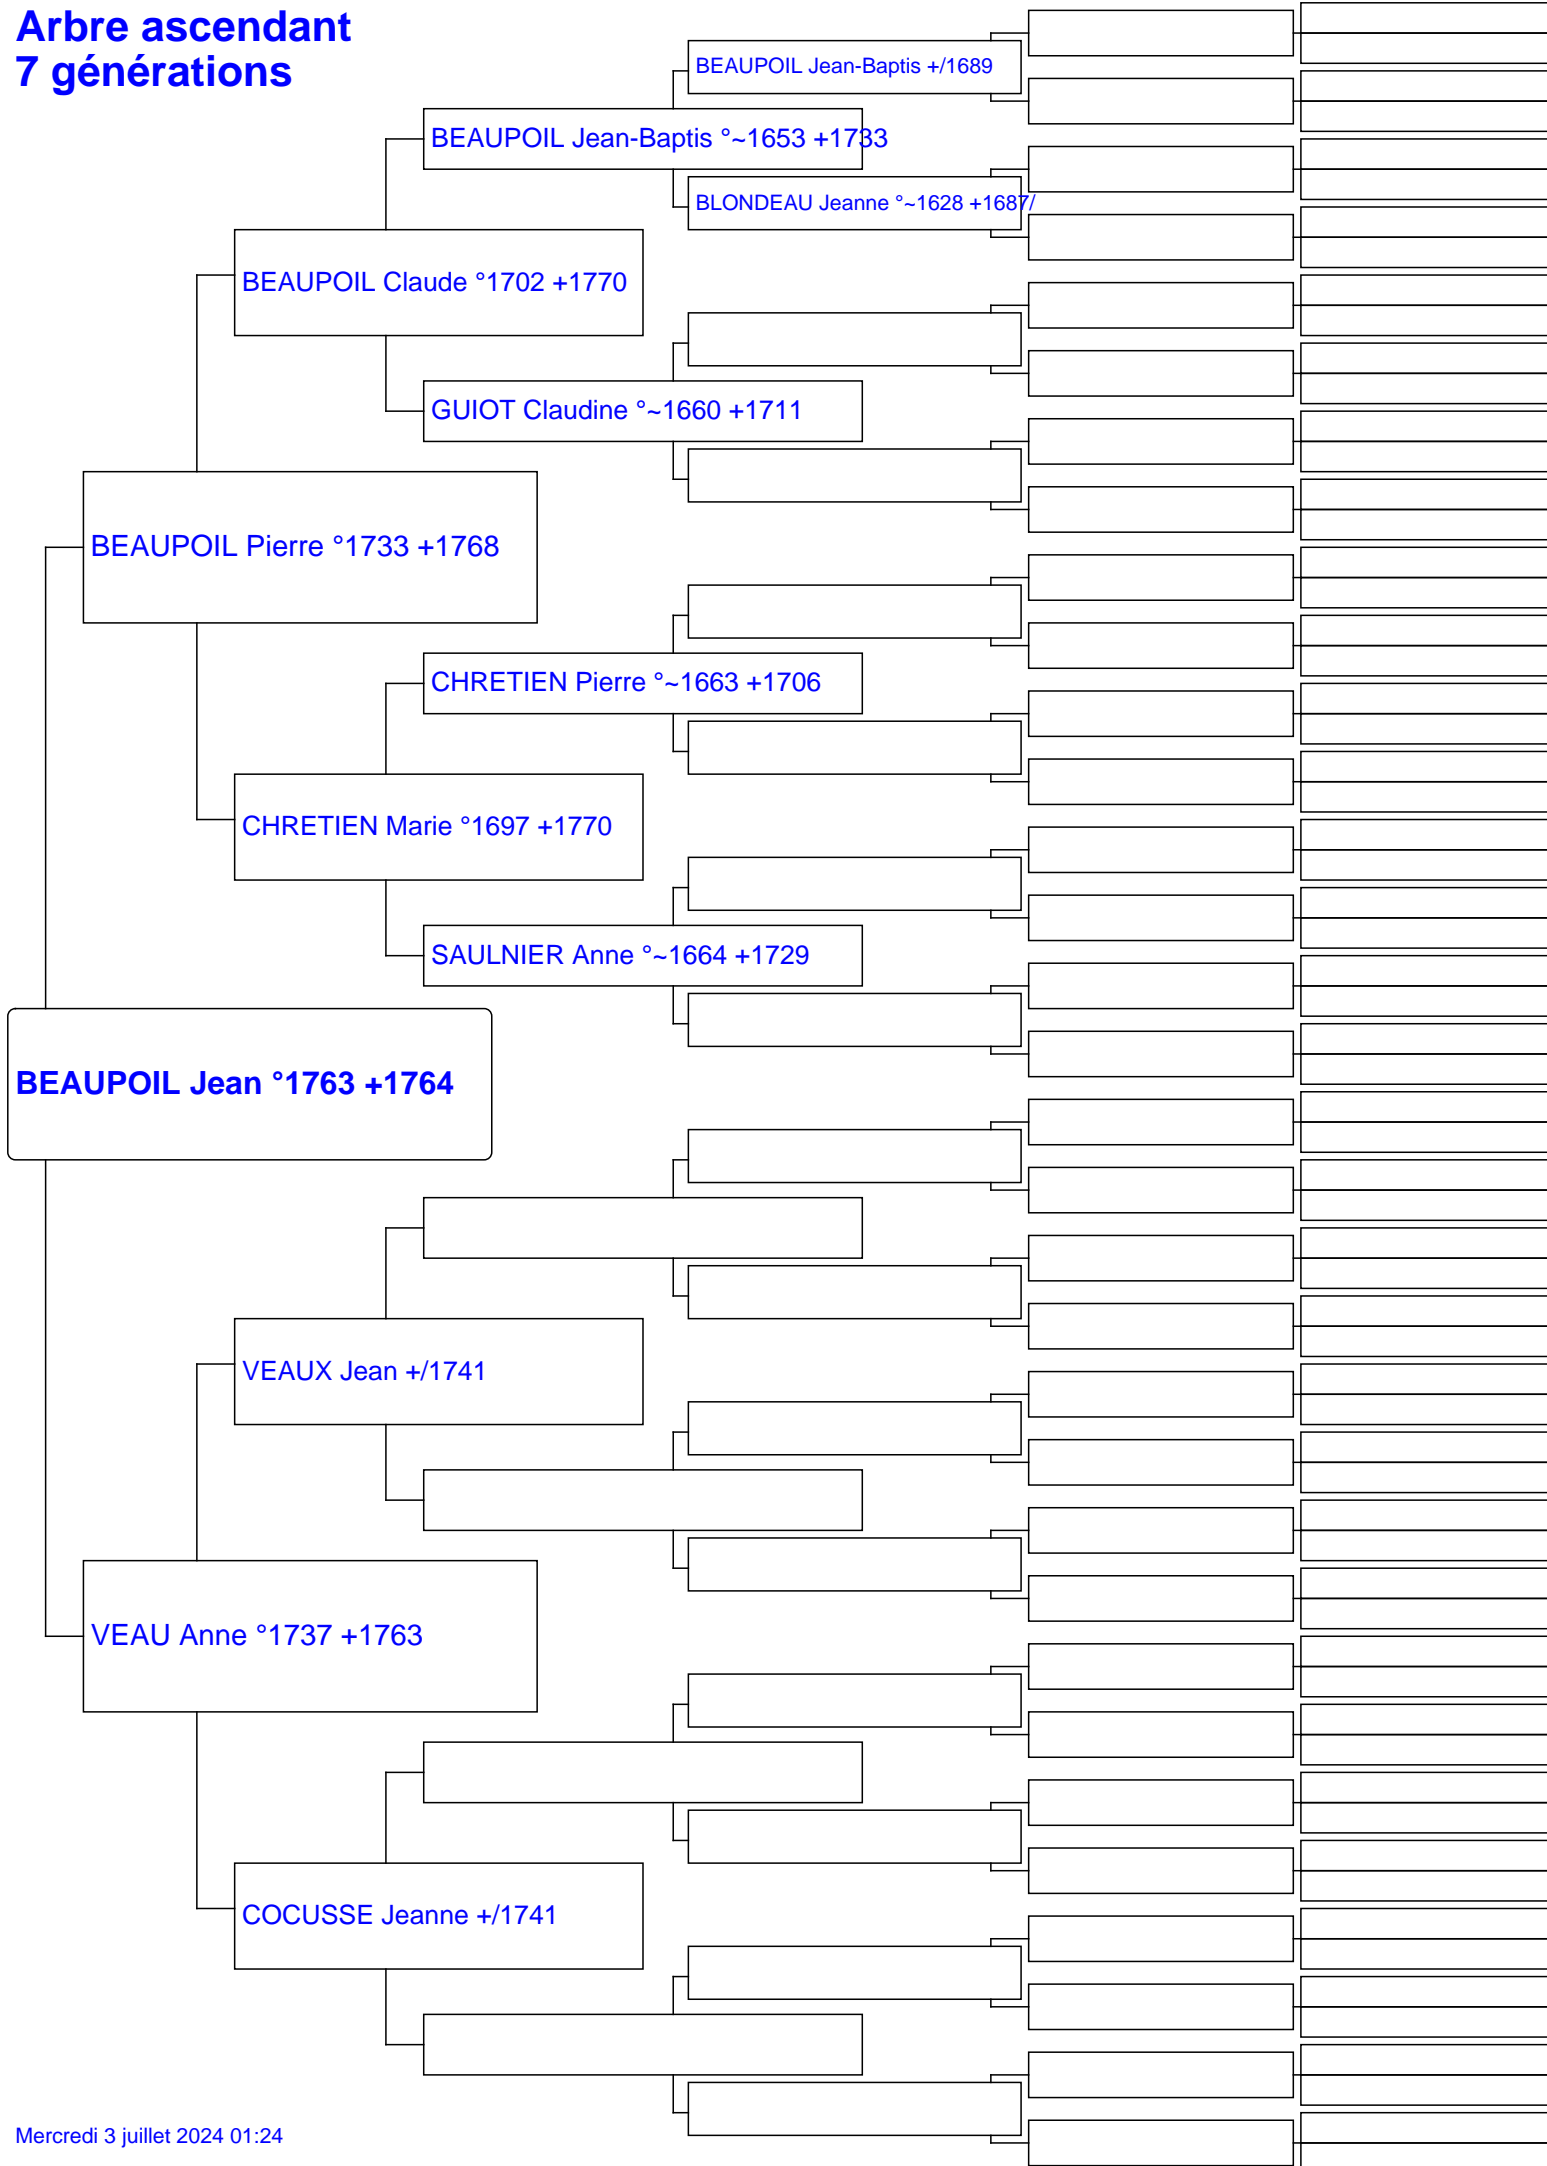 Arbre ascendant
7 générations
BEAUPOIL Jean-Baptis +/1689
BEAUPOIL Jean-Baptis °~1653 +1733
BLONDEAU Jeanne °~1628 +1687/
BEAUPOIL Claude °1702 +1770
GUIOT Claudine °~1660 +1711
BEAUPOIL Pierre °1733 +1768
CHRETIEN Pierre °~1663 +1706
CHRETIEN Marie °1697 +1770
SAULNIER Anne °~1664 +1729
BEAUPOIL Jean °1763 +1764
VEAUX Jean +/1741
VEAU Anne °1737 +1763
COCUSSE Jeanne +/1741
Mercredi 3 juillet 2024 01:24